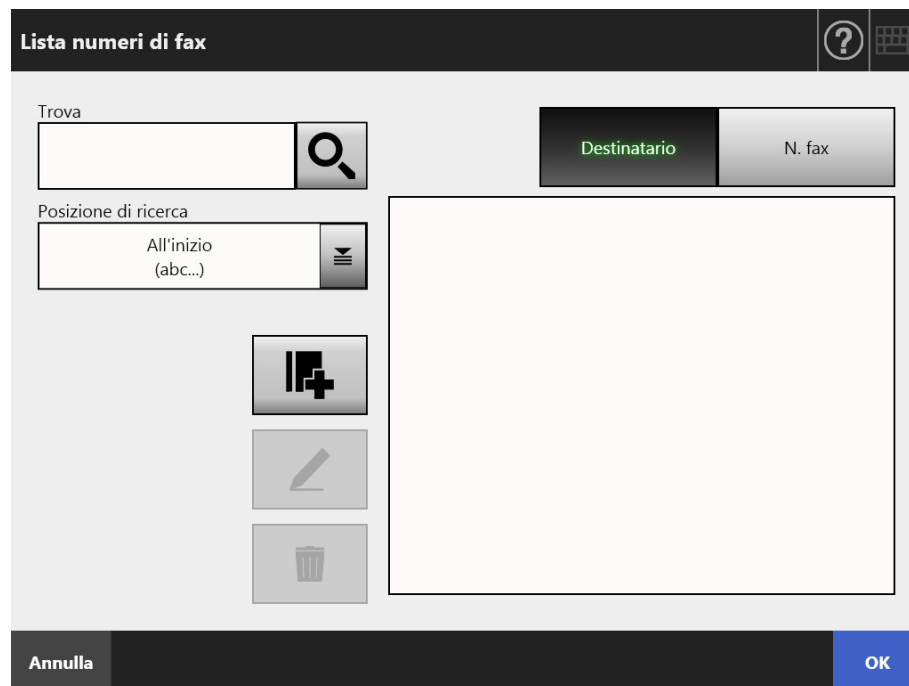 Lista numeri di fax
?
Trova
Destinatario
N. fax
Posizione di ricerca
All'inizio
(abc...)
Annulla
OK